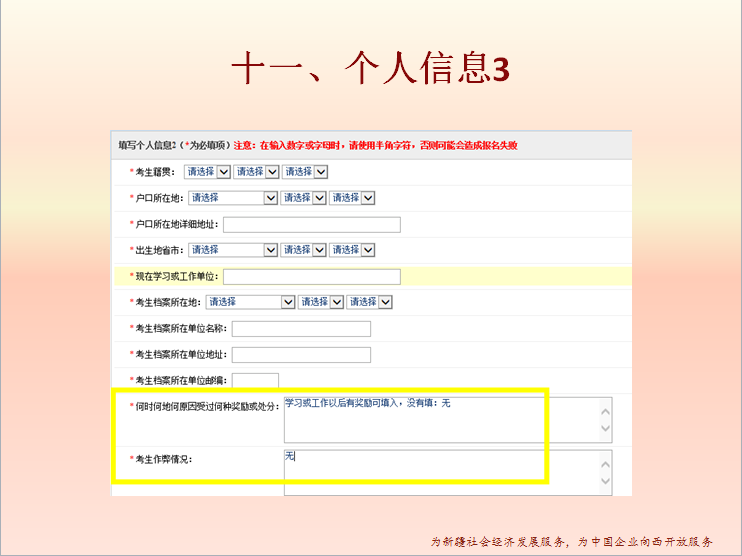 十一、个人信息3
填写个人信息2（*为必填项）注意：在输入数字或字母时，请使用半角字符，否则可能会造成报名失败
*考生籍贯： 请选择 请选择 请选择
*户口所在地： 请选择 请选择 请选择
*户口所在地详细地址：
*出生地省市： 请选择 请选择 请选择
*现在学习或工作单位：
*考生档案所在地： 请选择 请选择 请选择
*考生档案所在单位名称：
*考生档案所在单位地址：
*考生档案所在单位邮编：
*何时何地何原因受过何种奖励或处分： 学习或工作以后有奖励可填入，没有填：无
*考生作弊情况： 无
为新疆社会经济发展服务，为中国企业向西开放服务